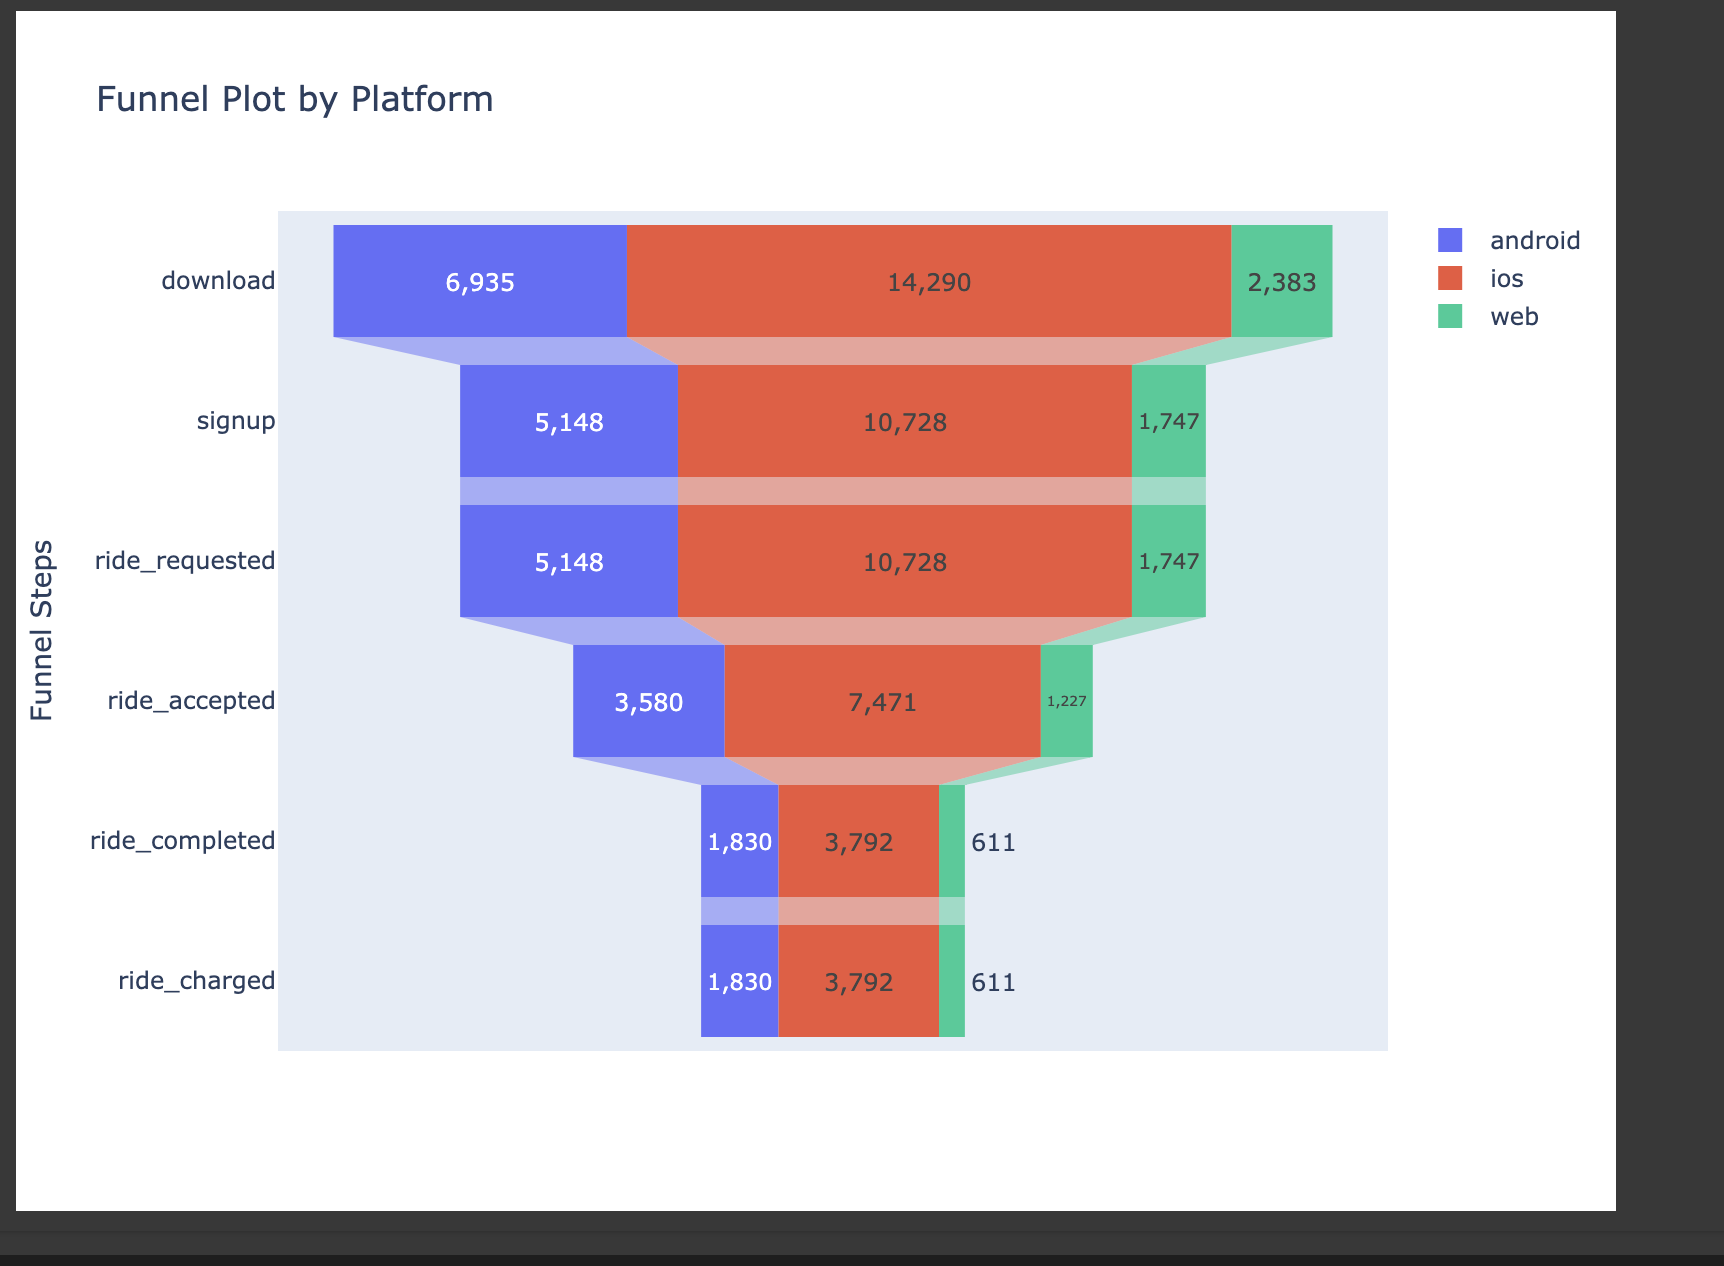 Funnel Plot by Platform
android
ios
web
Funnel Steps
download
6,935
14,290
2,383
signup
5,148
10,728
1,747
ride_requested
5,148
10,728
1,747
ride_accepted
3,580
7,471
1,227
ride_completed
1,830
3,792
611
ride_charged
1,830
3,792
611